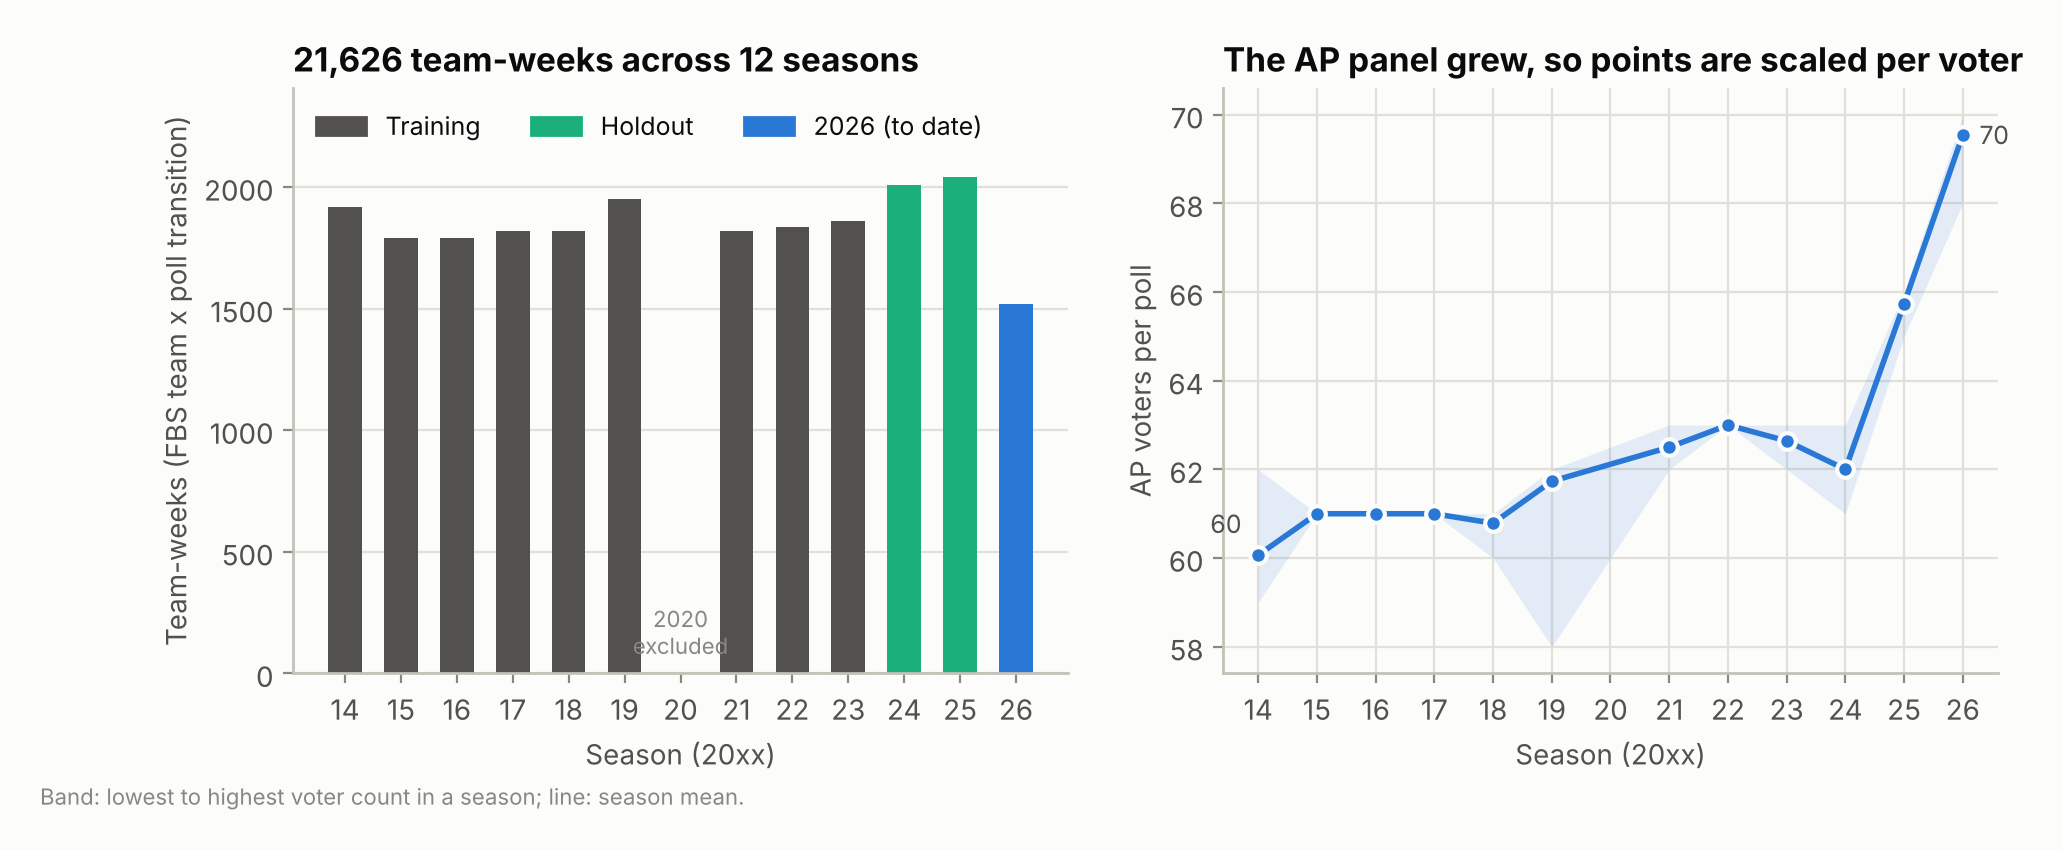 21,626 team-weeks across 12 seasons
Training Holdout 2026 (to date)
Team-weeks (FBS team x poll transition)
2000
1500
1000
500
0
2020
excluded
14 15 16 17 18 19 20 21 22 23 24 25 26
Season (20xx)
The AP panel grew, so points are scaled per voter
AP voters per poll
70
68
66
64
62
60
58
60
70
14 15 16 17 18 19 20 21 22 23 24 25 26
Season (20xx)
Band: lowest to highest voter count in a season; line: season mean.